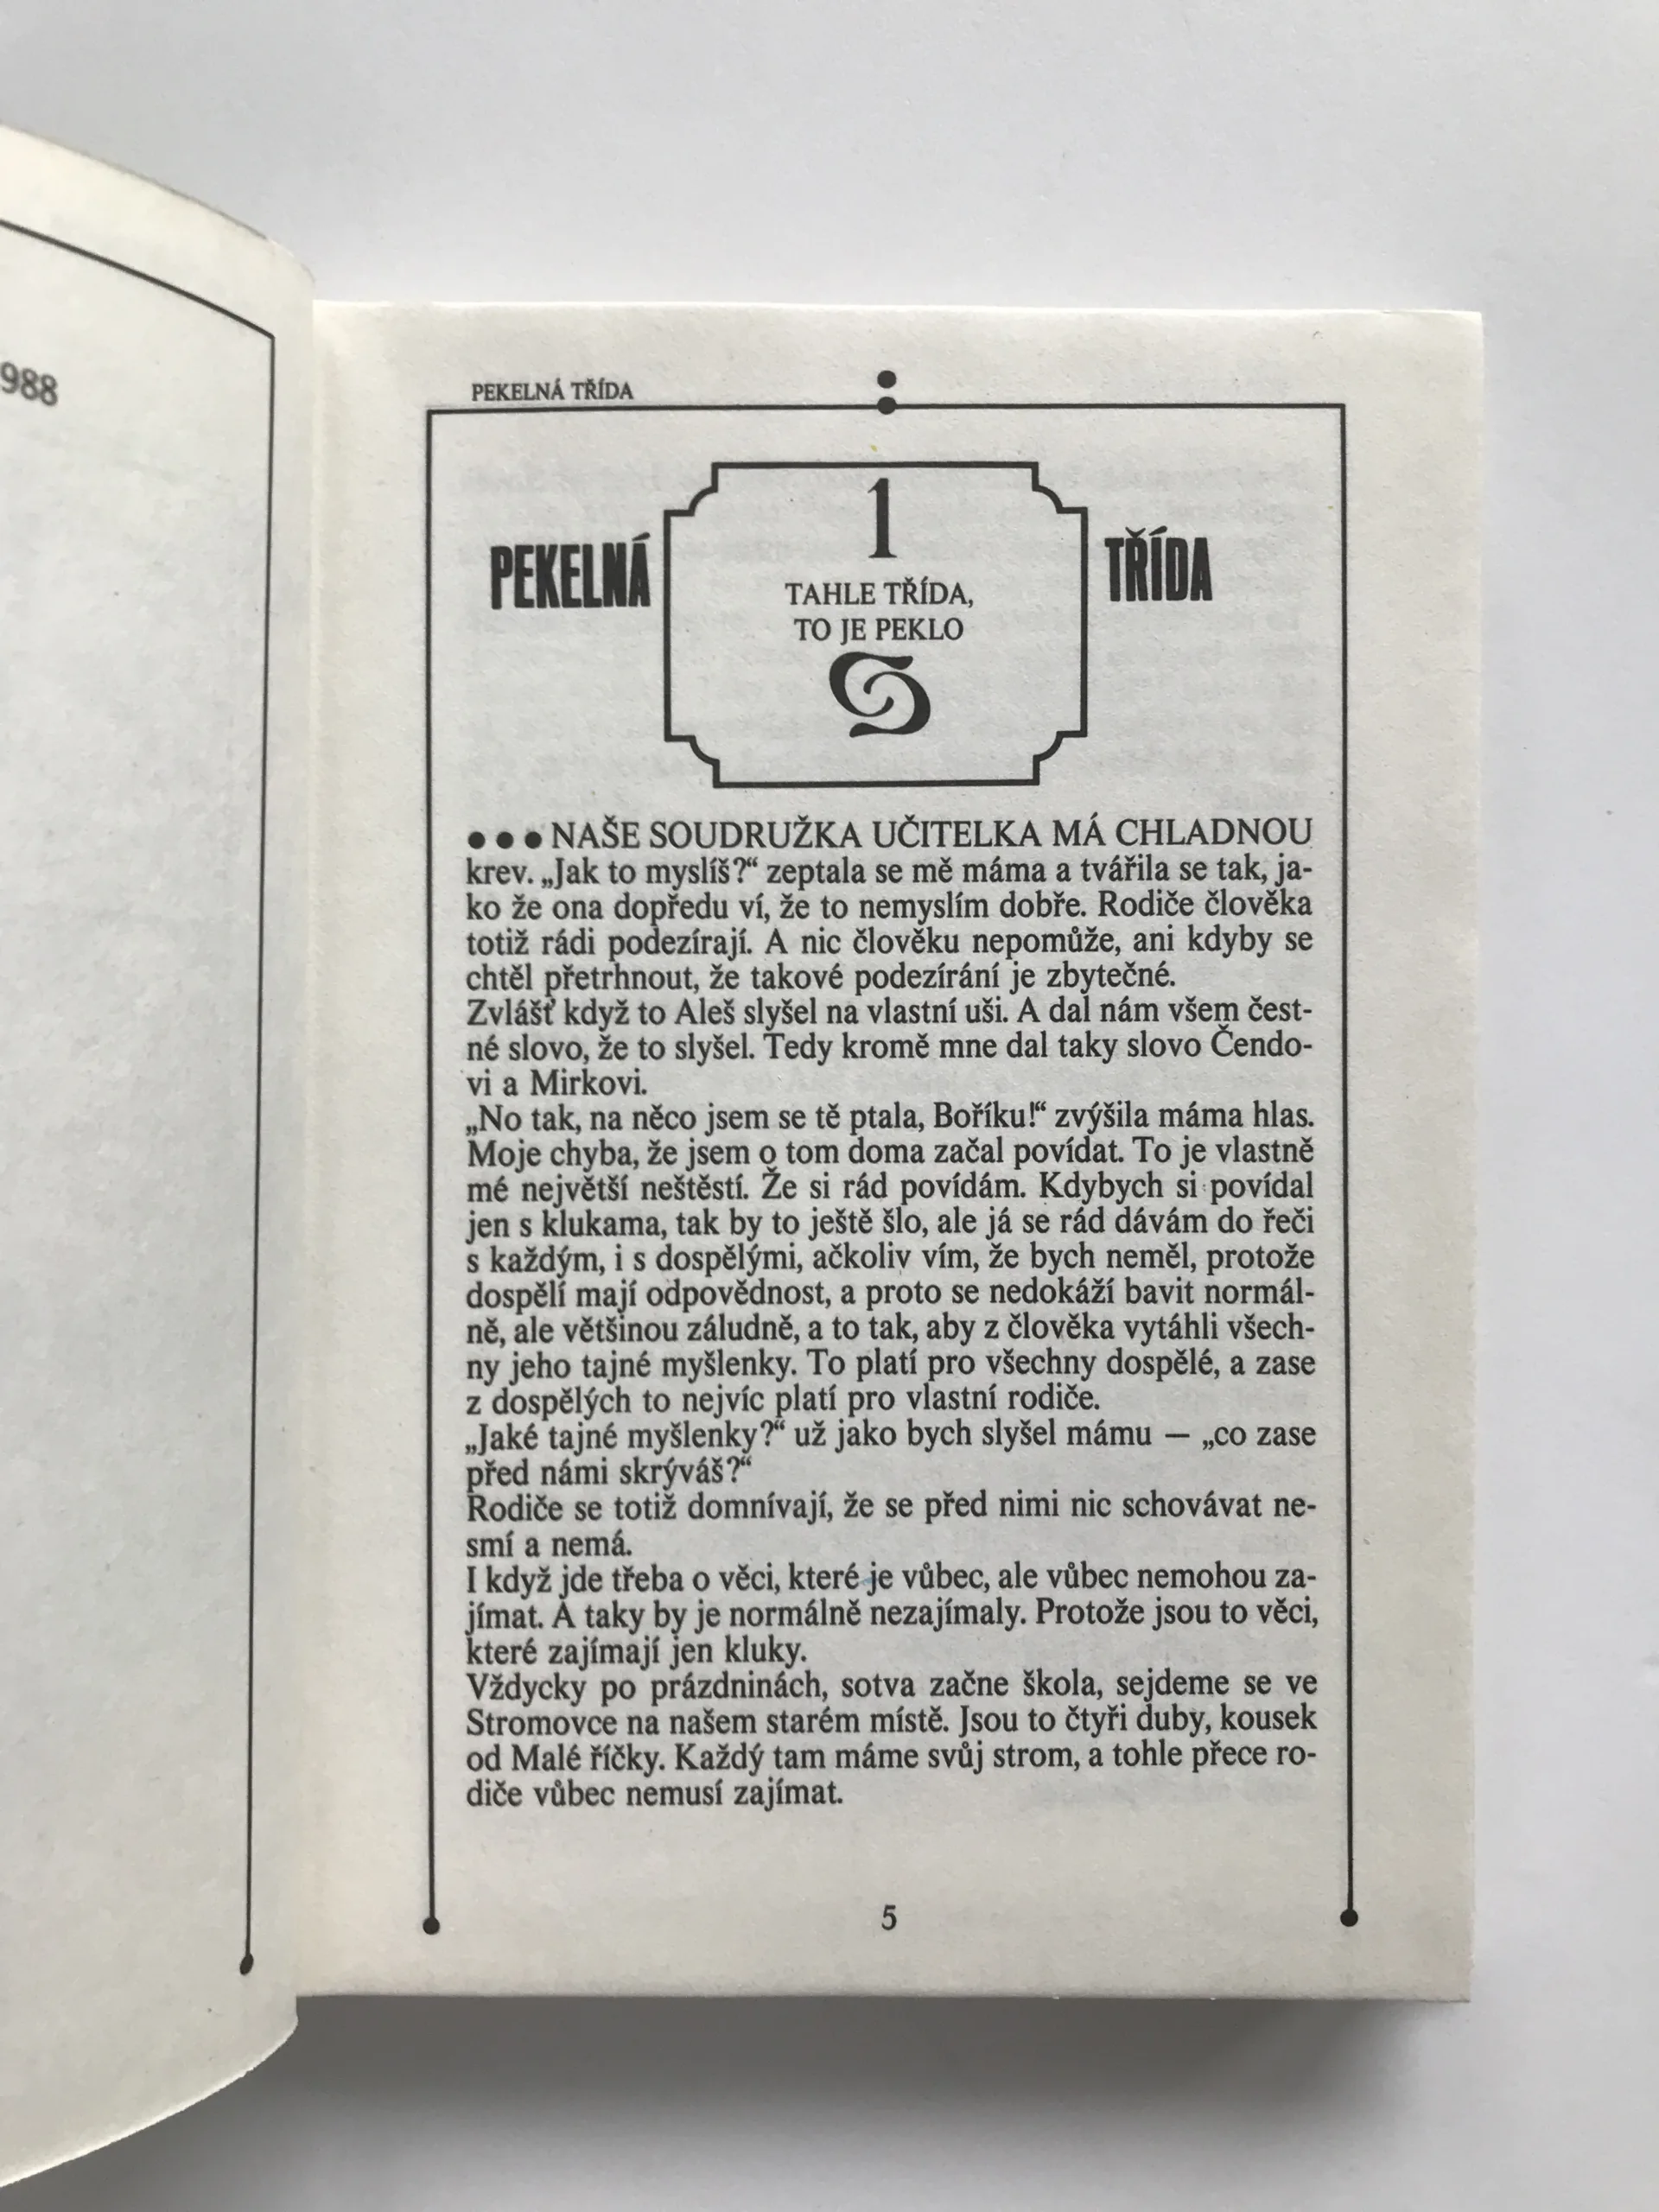 988
PEKELNÁ TŘÍDA
PEKELNÁ
1
TAHLE TŘÍDA,
TO JE PEKLO
TŘÍDA
● ● ● NAŠE SOUDRUŽKA UČITELKA MÁ CHLADNOU
krev. „Jak to myslíš?“ zeptala se mě máma a tvářila se tak, ja-
ko že ona dopředu ví, že to nemyslím dobře. Rodiče člověka
totiž rádi podezírají. A nic člověku nepomůže, ani kdyby se
chtěl přetrhnout, že takové podezírání je zbytečné.
Zvlášť když to Aleš slyšel na vlastní uši. A dal nám všem čest-
né slovo, že to slyšel. Tedy kromě mne dal taky slovo Čendo-
vi a Mirkovi.
„No tak, na něco jsem se tě ptala, Boříku!“ zvýšila máma hlas.
Moje chyba, že jsem o tom doma začal povídat. To je vlastně
mé největší neštěstí. Že si rád povídám. Kdybych si povídal
jen s klukama, tak by to ještě šlo, ale já se rád dávám do řeči
s každým, i s dospělými, ačkoliv vím, že bych neměl, protože
dospělí mají odpovědnost, a proto se nedokáží bavit normál-
ně, ale většinou záludně, a to tak, aby z člověka vytáhli všech-
ny jeho tajné myšlenky. To platí pro všechny dospělé, a zase
z dospělých to nejvíc platí pro vlastní rodiče.
„Jaké tajné myšlenky?“ už jako bych slyšel mámu — „co zase
před námi skrýváš?“
Rodiče se totiž domnívají, že se před nimi nic schovávat ne-
smí a nemá.
I když jde třeba o věci, které je vůbec, ale vůbec nemohou za-
jímat. A taky by je normálně nezajímaly. Protože jsou to věci,
které zajímají jen kluky.
Vždycky po prázdninách, sotva začne škola, sejdeme se ve
Stromovce na našem starém místě. Jsou to čtyři duby, kousek
od Malé říčky. Každý tam máme svůj strom, a tohle přece ro-
diče vůbec nemusí zajímat.
5